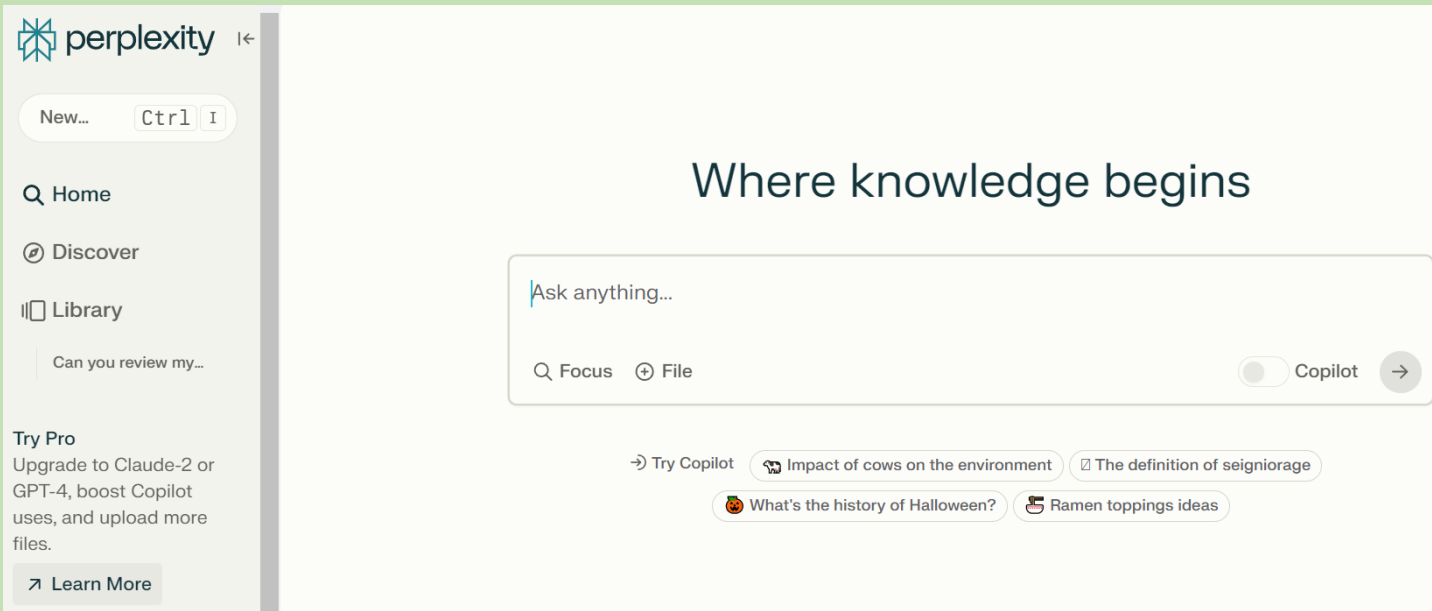 perplexity
New... Ctrl I
Home
Discover
Library
Can you review my...
Try Pro
Upgrade to Claude-2 or
GPT-4, boost Copilot
uses, and upload more
files.
Learn More
Where knowledge begins
Ask anything...
Focus File Copilot
Try Copilot Impact of cows on the environment The definition of seigniorage
What's the history of Halloween? Ramen toppings ideas